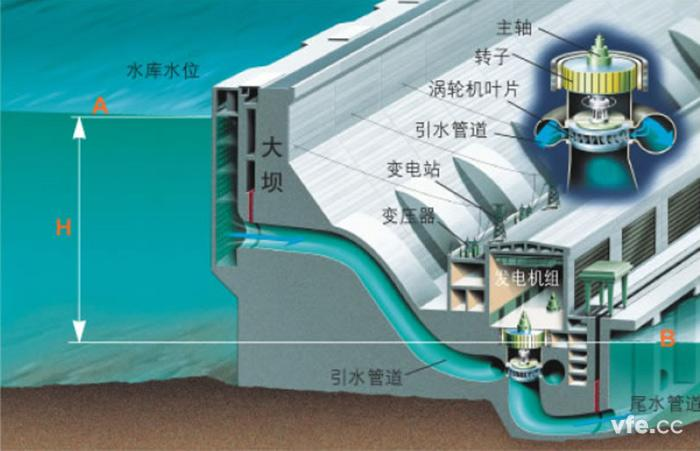 主轴
转子
水库水位
涡轮机叶片
A
引水管道
大
坝
变电站
变压器
H
发电机组
B
引水管道
尾水管道
vfe.cc